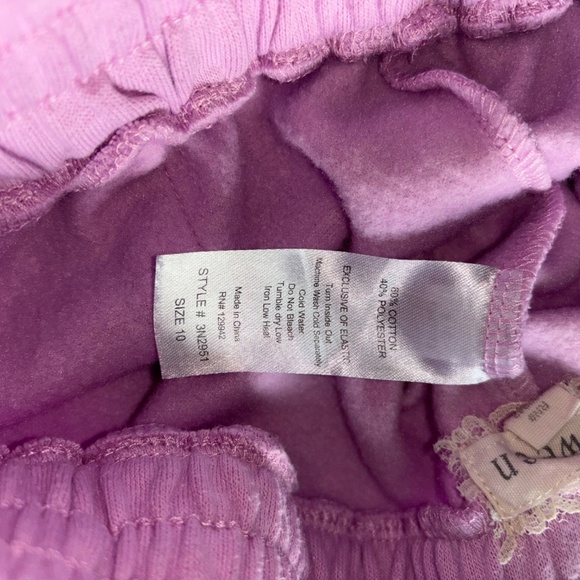 60% COTTON
40% POLYESTER
EXCLUSIVE OF ELASTIC
Turn Inside Out
Machine Wash Cold Separately
Cold Water
Do Not Bleach
Tumble dry Low
Iron Low Heat
Made in China
RN# 129942
STYLE # 3N2951
SIZE 10